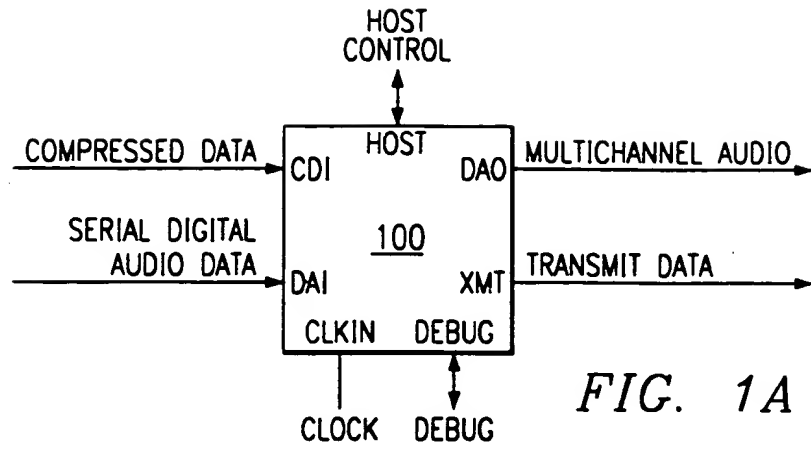 HOST
CONTROL
HOST
COMPRESSED DATA
CDI
DAO
MULTICHANNEL AUDIO
100
SERIAL DIGITAL
AUDIO DATA
DAI
XMT
TRANSMIT DATA
CLKIN
DEBUG
CLOCK
DEBUG
FIG. 1A